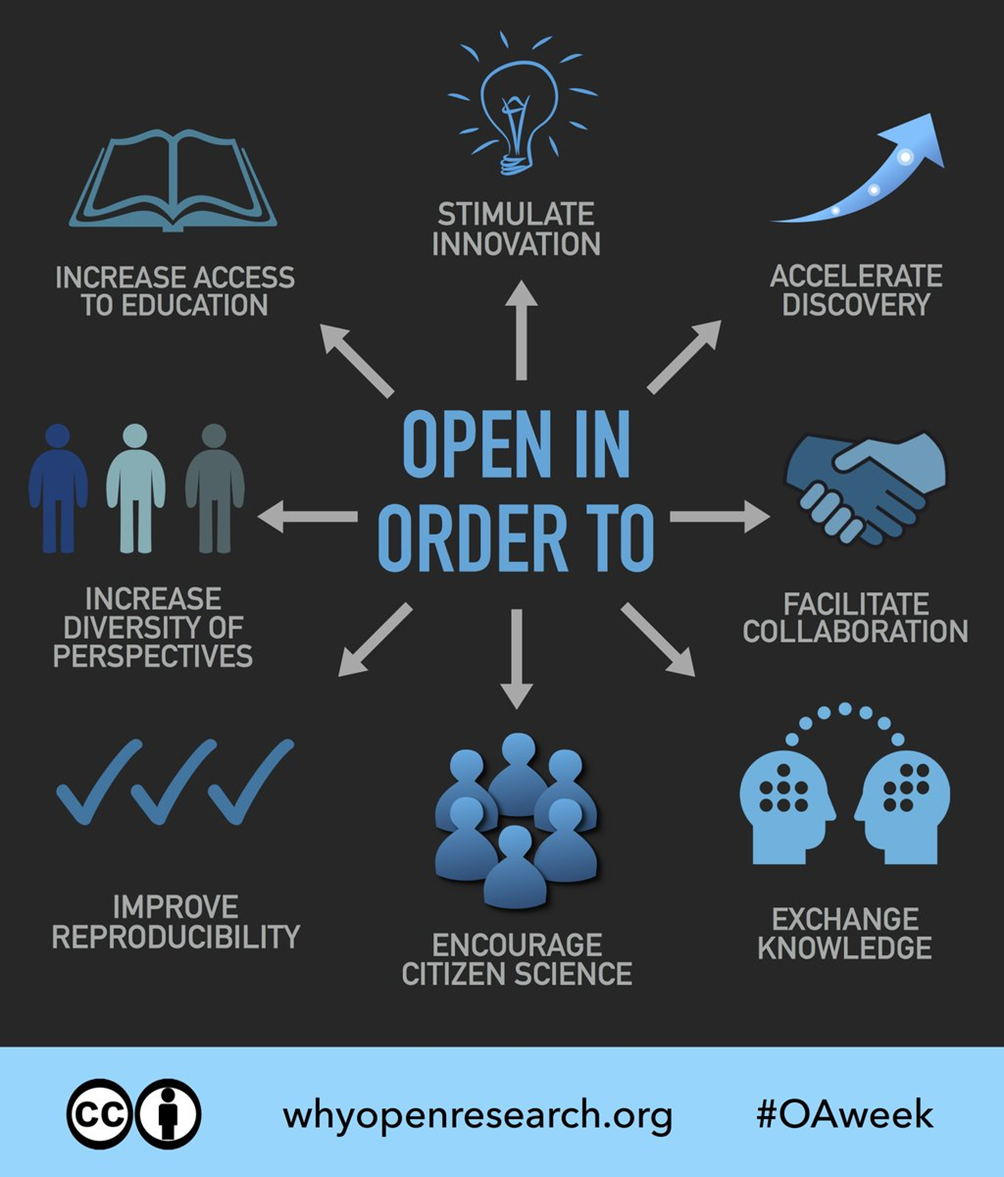 STIMULATE
INNOVATION
INCREASE ACCESS
TO EDUCATION
ACCELERATE
DISCOVERY
OPEN IN
ORDER TO
INCREASE
DIVERSITY OF
PERSPECTIVES
FACILITATE
COLLABORATION
IMPROVE
REPRODUCIBILITY
ENCOURAGE
CITIZEN SCIENCE
EXCHANGE
KNOWLEDGE
CC
whyopenresearch.org
#OAweek